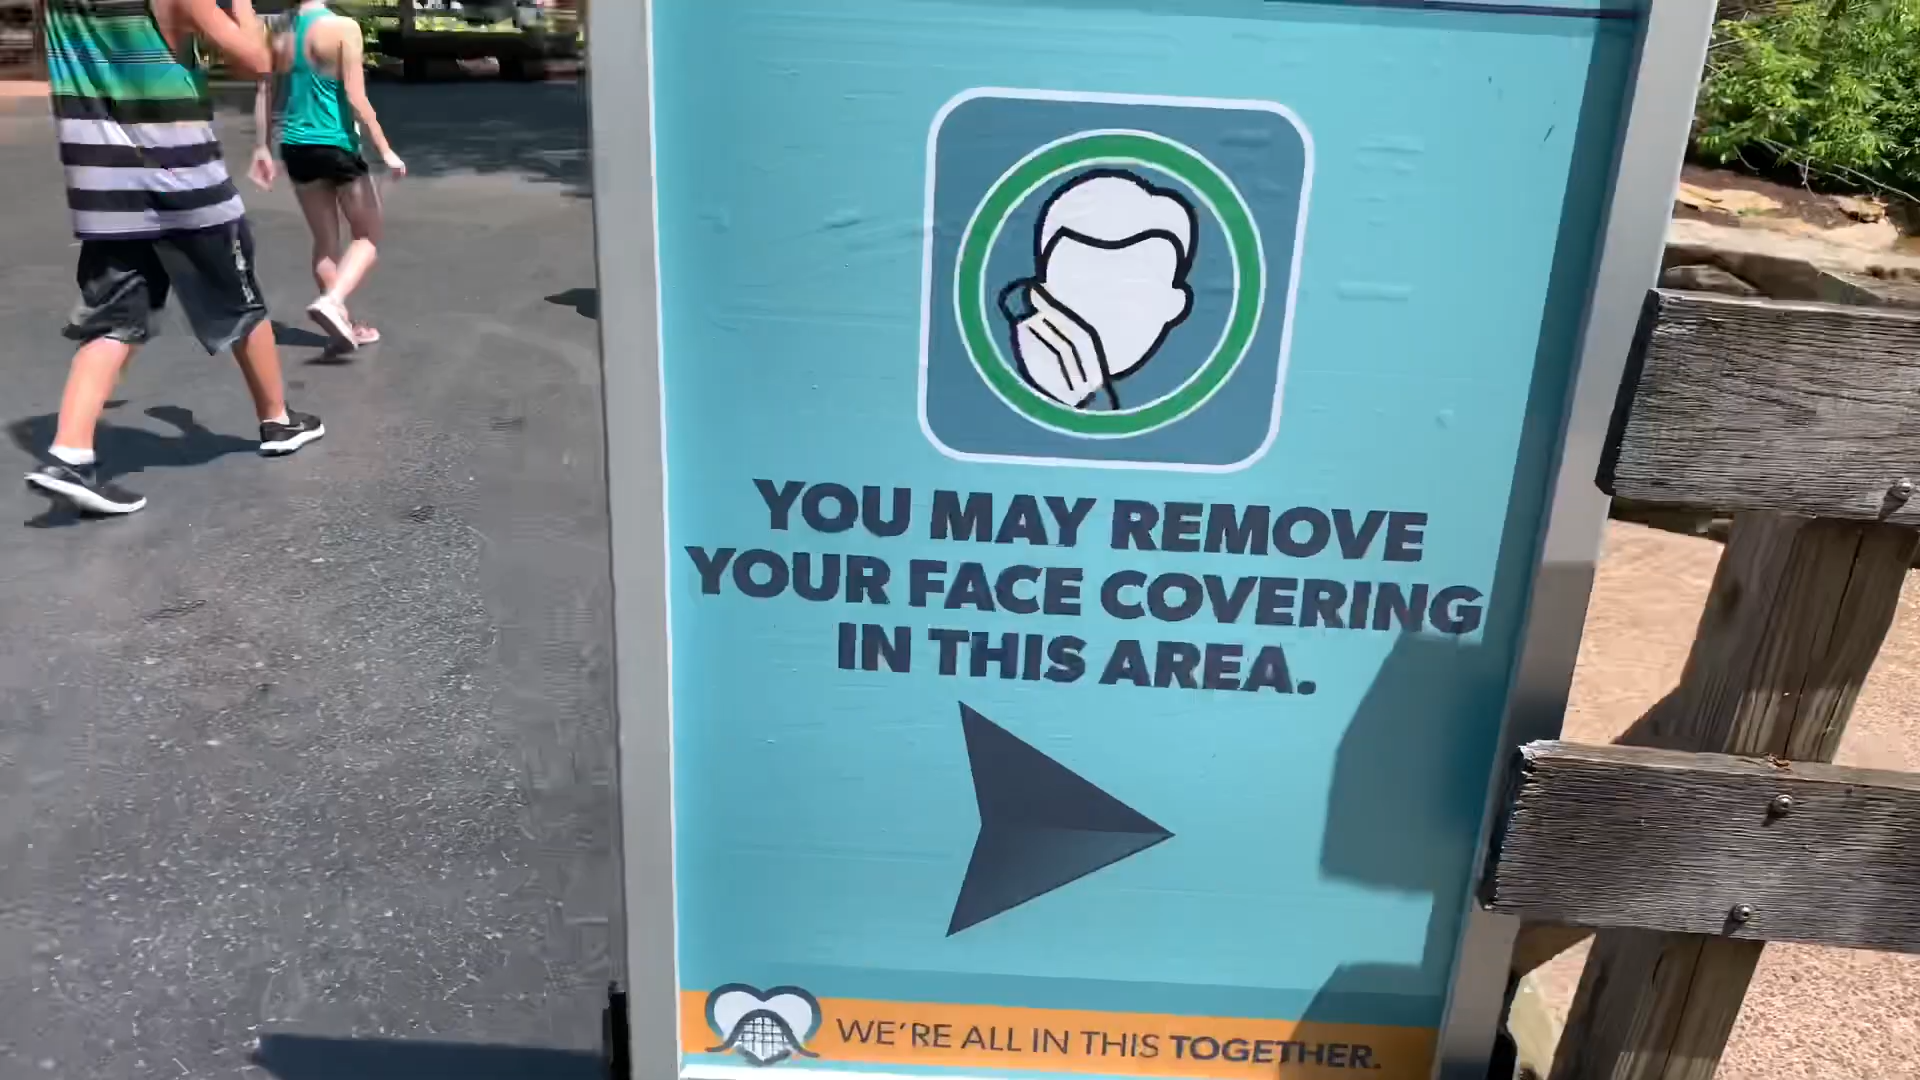 YOU MAY REMOVE
YOUR FACE COVERING
IN THIS AREA.
WE'RE ALL IN THIS TOGETHER.